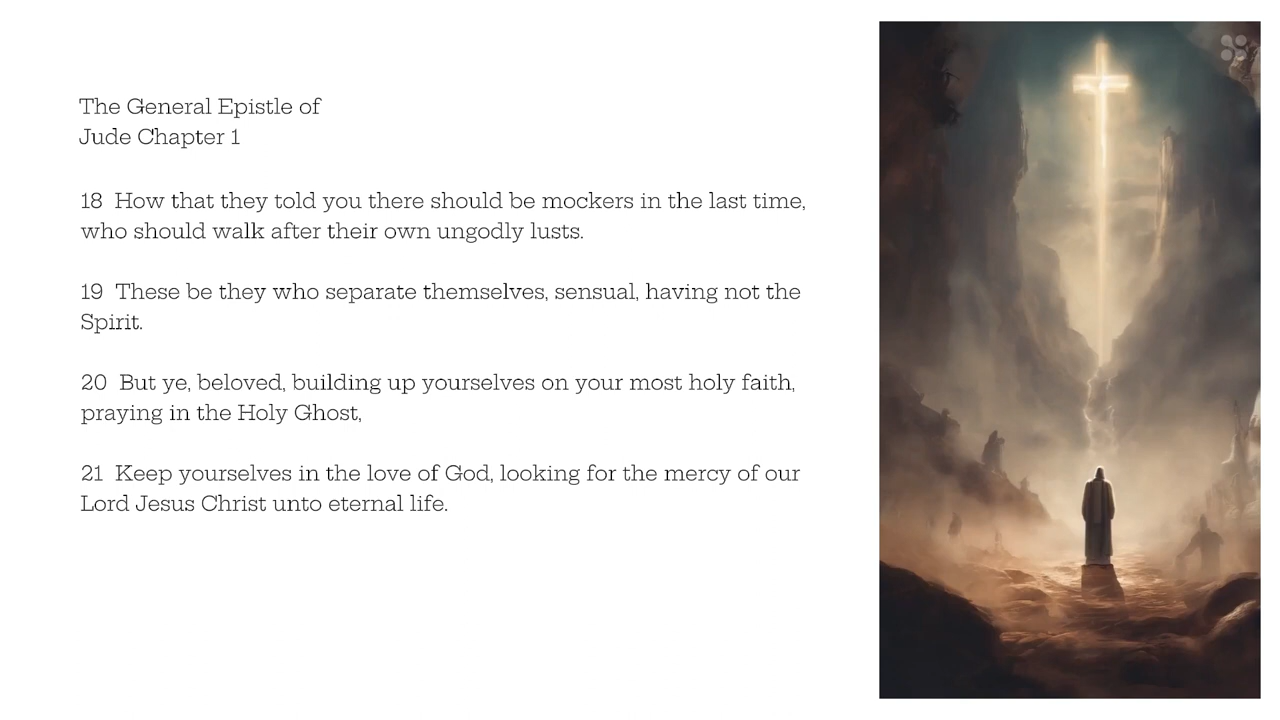 The General Epistle of
Jude Chapter 1
18 How that they told you there should be mockers in the last time,
who should walk after their own ungodly lusts.
19 These be they who separate themselves, sensual, having not the
Spirit.
20 But ye, beloved, building up yourselves on your most holy faith,
praying in the Holy Ghost,
21 Keep yourselves in the love of God, looking for the mercy of our
Lord Jesus Christ unto eternal life.